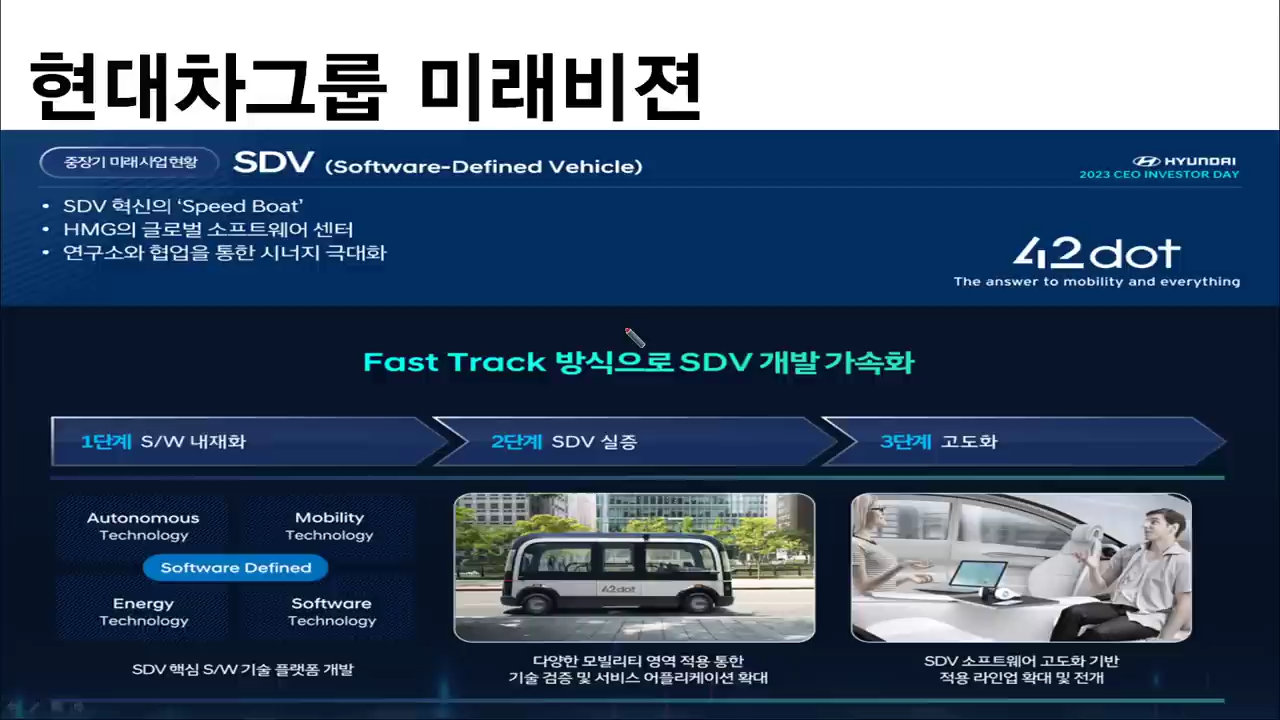 현대차그룹 미래비젼
중장기 미래 사업 현황 SDV (Software-Defined Vehicle)
HYUNDAI
2023 CEO INVESTOR DAY
• SDV 혁신의 ‘Speed Boat’
• HMG의 글로벌 소프트웨어 센터
• 연구소와 협업을 통한 시너지 극대화
42dot
The answer to mobility and everything
Fast Track 방식으로 SDV 개발 가속화
1단계 S/W 내재화
2단계 SDV 실증
3단계 고도화
Autonomous
Technology
Mobility
Technology
Software Defined
Energy
Technology
Software
Technology
42dot
SDV 핵심 S/W 기술 플랫폼 개발
다양한 모빌리티 영역 적용 통한
기술 검증 및 서비스 어플리케이션 확대
SDV 소프트웨어 고도화 기반
적용 라인업 확대 및 전개